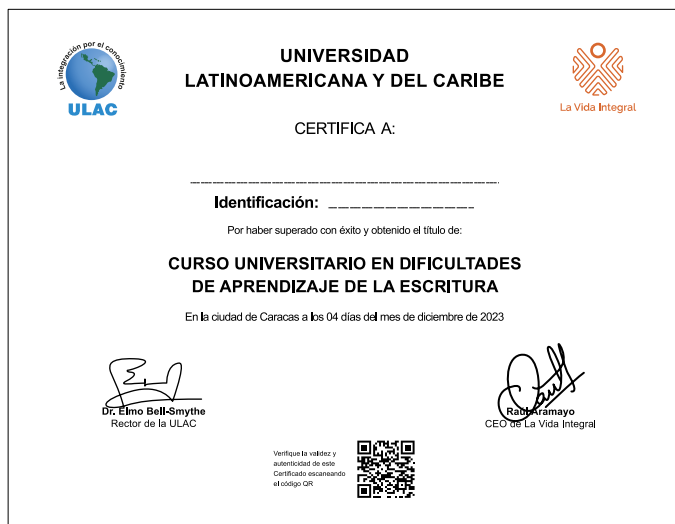 La integración por el conocimiento
ULAC
UNIVERSIDAD
LATINOAMERICANA Y DEL CARIBE
La Vida Integral
CERTIFICA A:
Identificación:
Por haber superado con éxito y obtenido el título de:
CURSO UNIVERSITARIO EN DIFICULTADES
DE APRENDIZAJE DE LA ESCRITURA
En la ciudad de Caracas a los 04 días del mes de diciembre de 2023
Dr. Elmo Bell-Smythe
Rector de la ULAC
Raúl Aramayo
CEO de La Vida Integral
Verifique la validez y
autenticidad de este
Certificado escaneando
el código QR